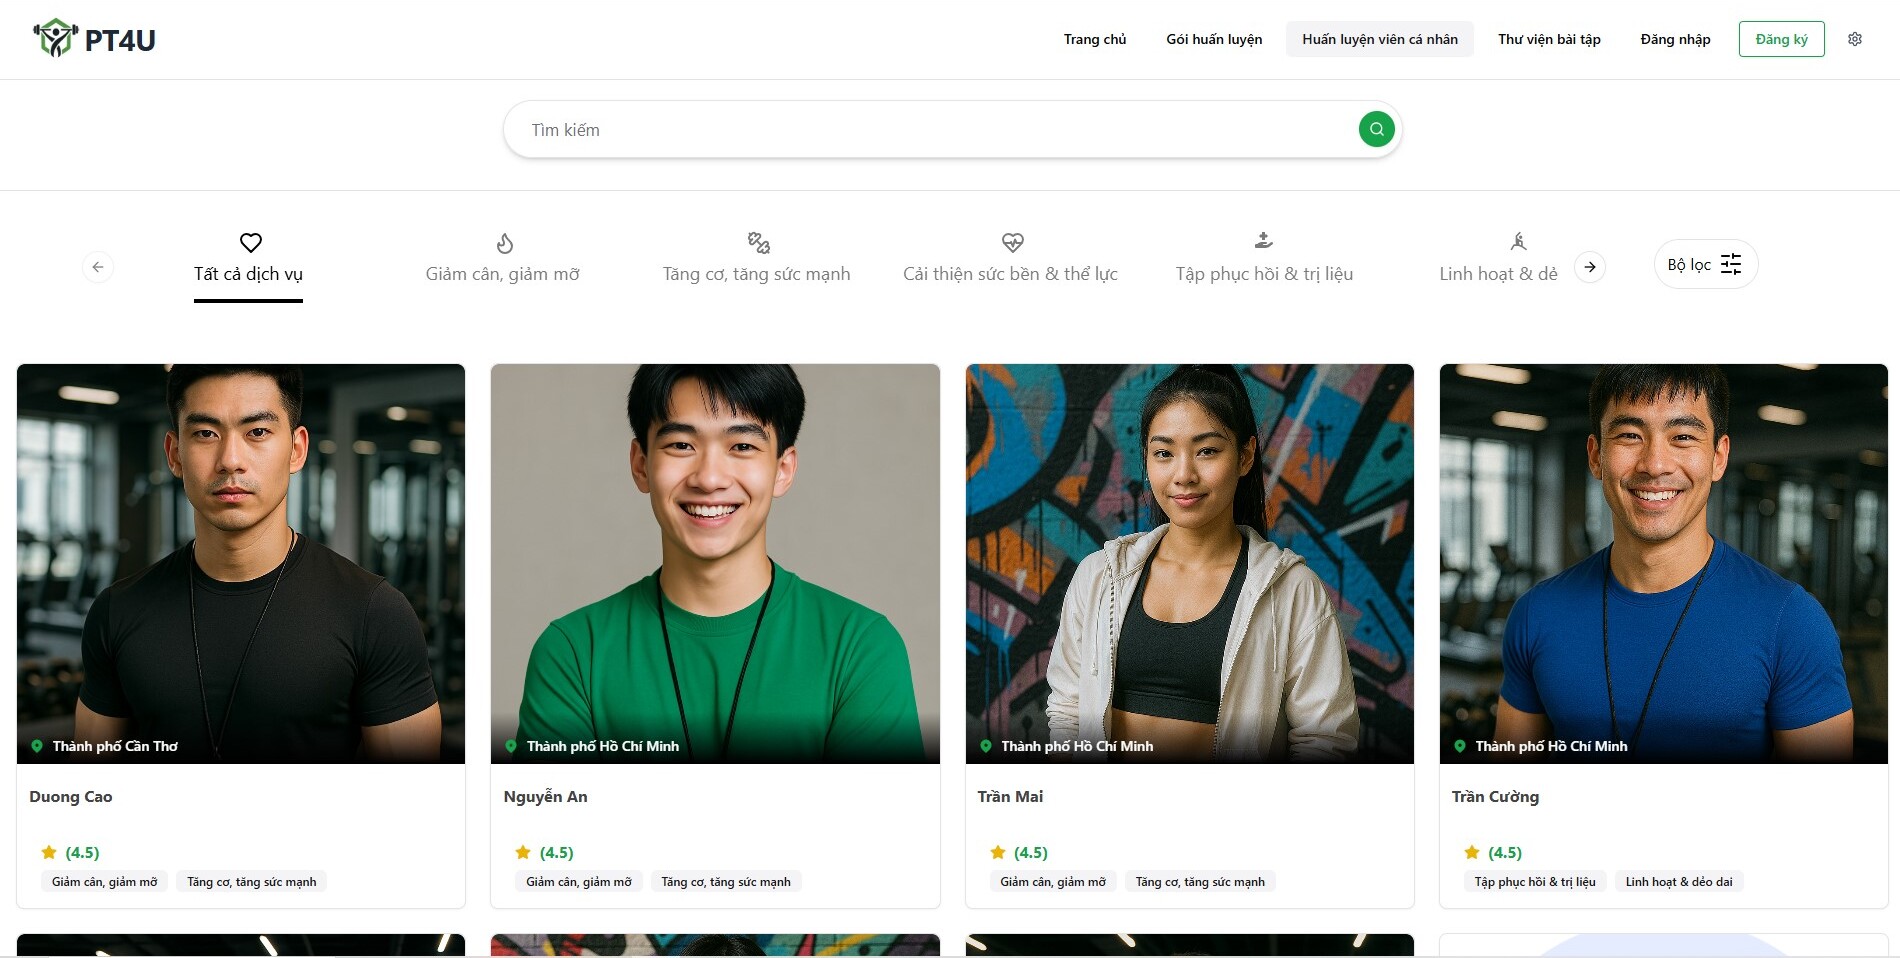 PT4U
Trang chủ
Gói huấn luyện
Huấn luyện viên cá nhân
Thư viện bài tập
Đăng nhập
Đăng ký
Tìm kiếm
Tất cả dịch vụ
Giảm cân, giảm mỡ
Tăng cơ, tăng sức mạnh
Cải thiện sức bền & thể lực
Tập phục hồi & trị liệu
Linh hoạt & dẻ
Bộ lọc
Thành phố Cần Thơ
Duong Cao
(4.5)
Giảm cân, giảm mỡ
Tăng cơ, tăng sức mạnh
Thành phố Hồ Chí Minh
Nguyễn An
(4.5)
Giảm cân, giảm mỡ
Tăng cơ, tăng sức mạnh
Thành phố Hồ Chí Minh
Trần Mai
(4.5)
Giảm cân, giảm mỡ
Tăng cơ, tăng sức mạnh
Thành phố Hồ Chí Minh
Trần Cường
(4.5)
Tập phục hồi & trị liệu
Linh hoạt & dẻo dai